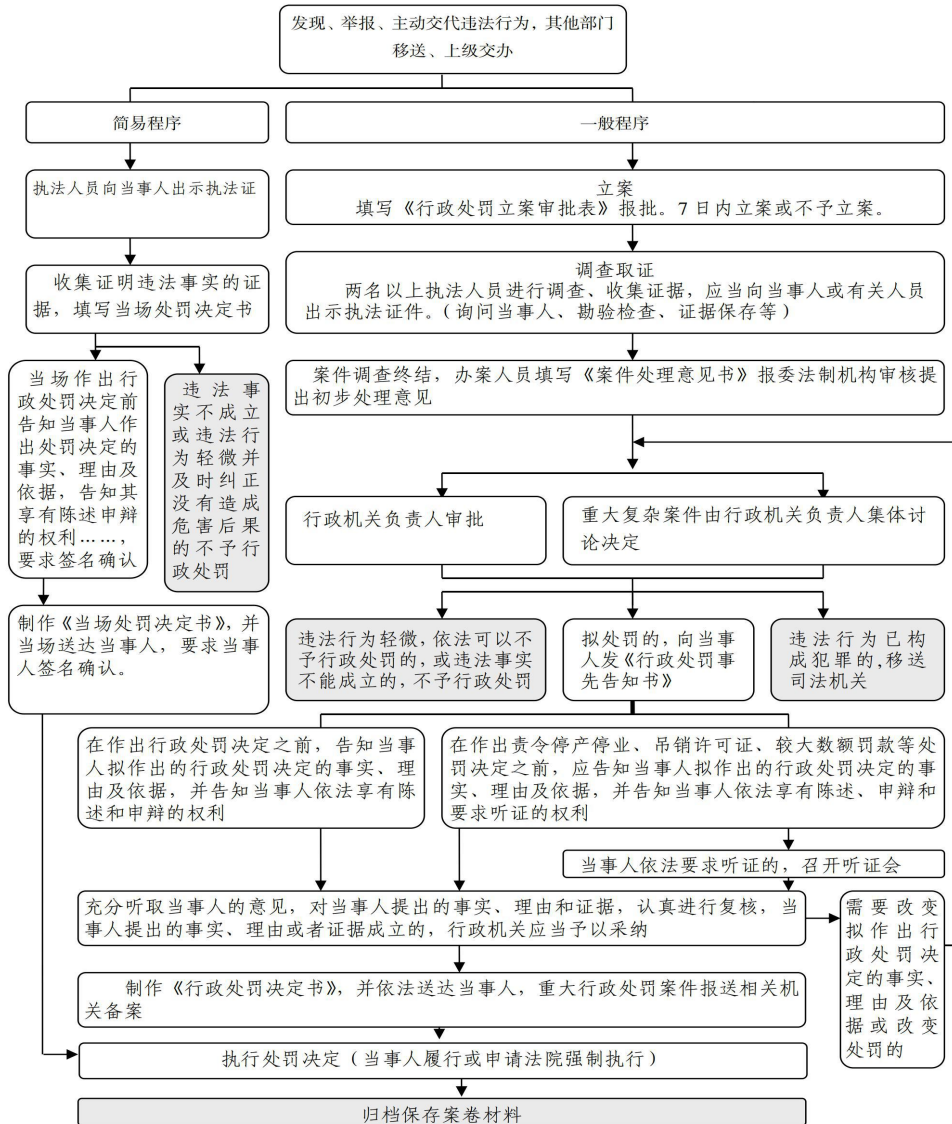 发现、举报、主动交代违法行为，其他部门
移送、上级交办
简易程序
一般程序
执法人员向当事人出示执法证
立案
填写《行政处罚立案审批表》报批。7 日内立案或不予立案。
收集证明违法事实的证
据，填写当场处罚决定书
调查取证
两名以上执法人员进行调查、收集证据，应当向当事人或有关人员
出示执法证件。（询问当事人、勘验检查、证据保存等）
当场作出行
政处罚决定前
告知当事人作
出处罚决定的
事实、理由及
依据，告知其
享有陈述申辩
的权利……，
要求签名确认
违法事
实不成立
或违法行
为轻微并
及时纠正
没有造成
危害后果
的不予行
政处罚
案件调查终结，办案人员填写《案件处理意见书》报委法制机构审核提
出初步处理意见
行政机关负责人审批
重大复杂案件由行政机关负责人集体讨
论决定
制作《当场处罚决定书》，并
当场送达当事人，要求当事
人签名确认。
违法行为轻微，依法可以不
予行政处罚的，或违法事实
不能成立的，不予行政处罚
拟处罚的，向当事
人发《行政处罚事
先告知书》
违法行为已构
成犯罪的，移送
司法机关
在作出行政处罚决定之前，告知当事
人拟作出的行政处罚决定的事实、理
由及依据，并告知当事人依法享有陈
述和申辩的权利
在作出责令停产停业、吊销许可证、较大数额罚款等处
罚决定之前，应告知当事人拟作出的行政处罚决定的事
实、理由及依据，并告知当事人依法享有陈述、申辩和
要求听证的权利
当事人依法要求听证的，召开听证会
充分听取当事人的意见，对当事人提出的事实、理由和证据，认真进行复核，当
事人提出的事实、理由或者证据成立的，行政机关应当予以采纳
需要改变
拟作出行
政处罚决
定的事实、
理由及依
据或改变
处罚的
制作《行政处罚决定书》，并依法送达当事人，重大行政处罚案件报送相关机
关备案
执行处罚决定（当事人履行或申请法院强制执行）
归档保存案卷材料